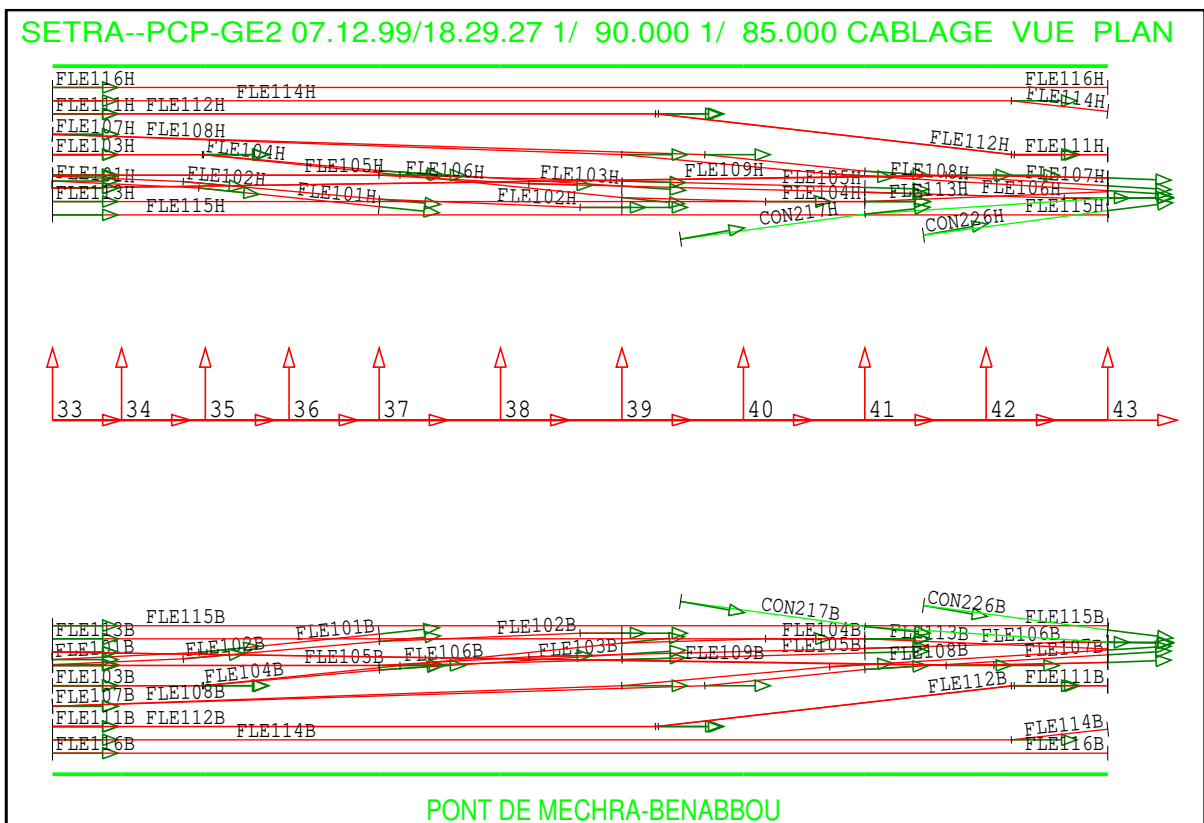 SETRA--PCP-GE2 07.12.99/18.29.27 1/ 90.000 1/ 85.000 CABLAGE VUE PLAN
FLE116H FLE116H
FLE114H FLE114H
FLE111H FLE112H FLE112H FLE111H
FLE107H FLE108H
FLE103H FLE104H
FLE105H FLE106H FLE103H FLE109H FLE105H FLE108H FLE107H
FLE102H FLE101H FLE102H FLE104H FLE113H FLE106H
FLE113H
FLE115H CON217H CON226H FLE115H
33 34 35 36 37 38 39 40 41 42 43
CON217B CON226B
FLE115B FLE115B
FLE113B FLE101B FLE102B FLE104B FLE113B FLE106B
FLE102B FLE105B FLE106B FLE103B FLE109B FLE105B FLE108B FLE107B
FLE103B FLE104B
FLE107B FLE108B
FLE111B FLE112B FLE112B FLE111B
FLE114B FLE114B
FLE116B FLE116B
PONT DE MECHRA-BENABBOU